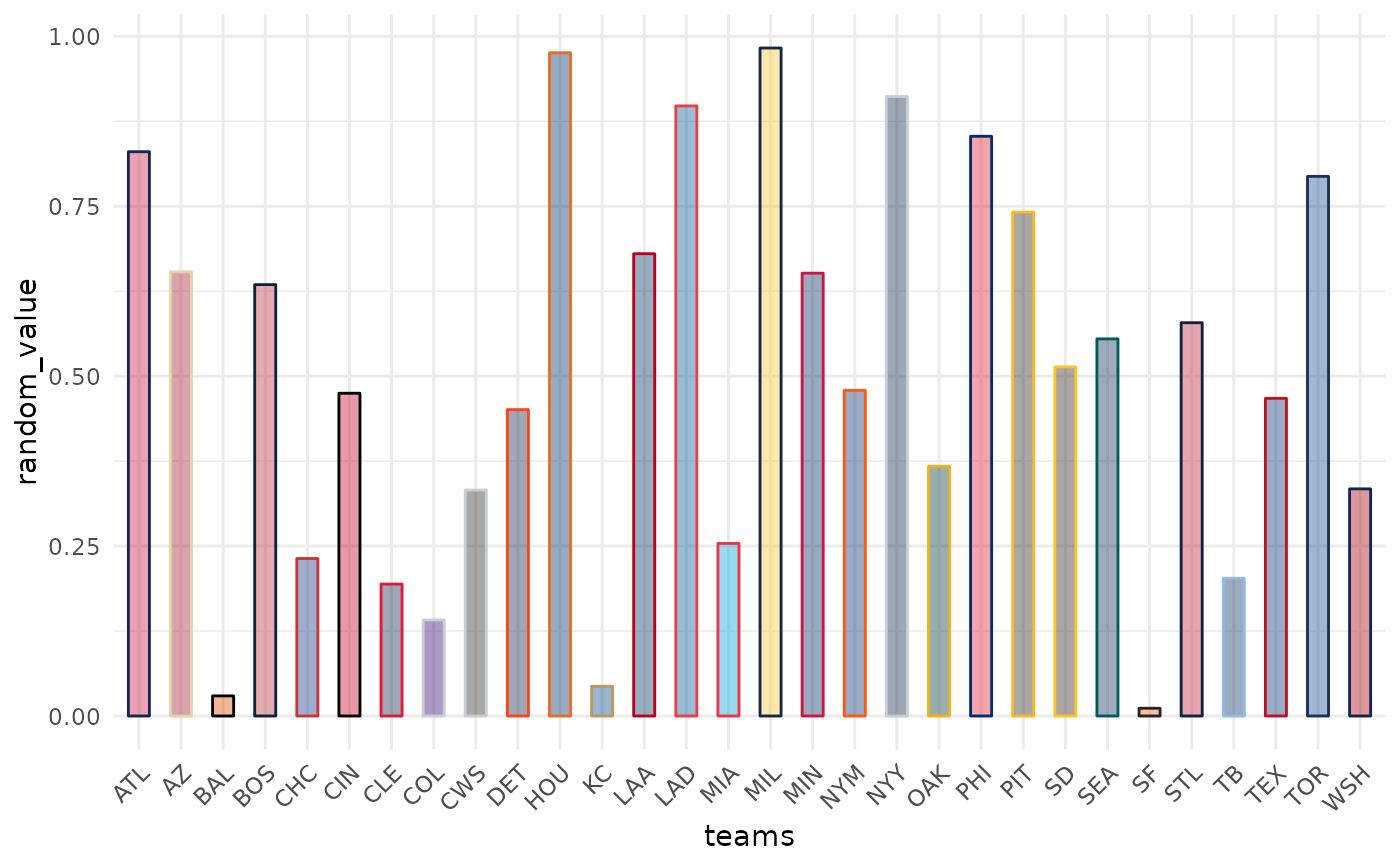 1.00
0.75
0.50
0.25
0.00
random_value
ATL AZ BAL BOS CHC CIN CLE COL CWS DET HOU KC LAA LAD MIA MIL MIN NYM NYY OAK PHI PIT SD SEA SF STL TB TEX TOR WSH
teams